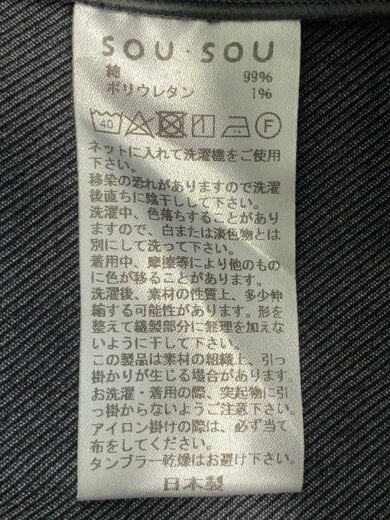 SOU・SOU
綿 99%
ポリウレタン 1%
40 F
ネットに入れて洗濯機をご使用
下さい。
移染の恐れがありますので洗濯
後直ちに陰干しして下さい。
洗濯中、色落ちすることがあり
ますので、白または淡色物とは
別にして洗って下さい。
着用中、摩擦等により他のもの
に色が移ることがあります。
洗濯後、素材の性質上、多少伸
縮する可能性があります。形を
整えて縫製部分に無理を加えな
いように干して下さい。
この製品は素材の組織上、引っ
掛かりが生じる場合があります。
お洗濯・着用の際、突起物に引
っ掛からないようご注意下さい。
アイロン掛けの際は、必ず当て
布をしてください。
タンブラー乾燥はお避け下さい。
日本製